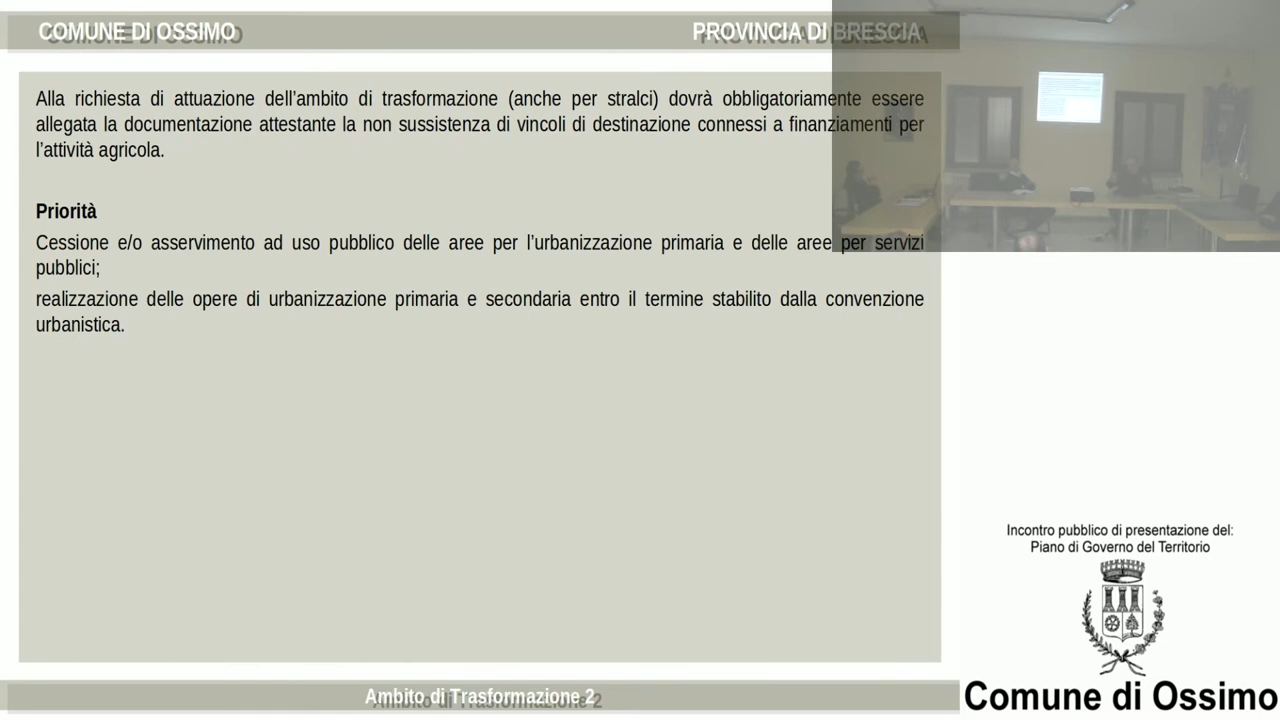 COMUNE DI OSSIMO
PROVINCIA DI BRESCIA
Alla richiesta di attuazione dell'ambito di trasformazione (anche per stralci) dovrà obbligatoriamente essere
allegata la documentazione attestante la non sussistenza di vincoli di destinazione connessi a finanziamenti per
l'attività agricola.
Priorità
Cessione e/o asservimento ad uso pubblico delle aree per l'urbanizzazione primaria e delle aree per servizi
pubblici;
realizzazione delle opere di urbanizzazione primaria e secondaria entro il termine stabilito dalla convenzione
urbanistica.
Incontro pubblico di presentazione del:
Piano di Governo del Territorio
Comune di Ossimo
Ambito di Trasformazione 2